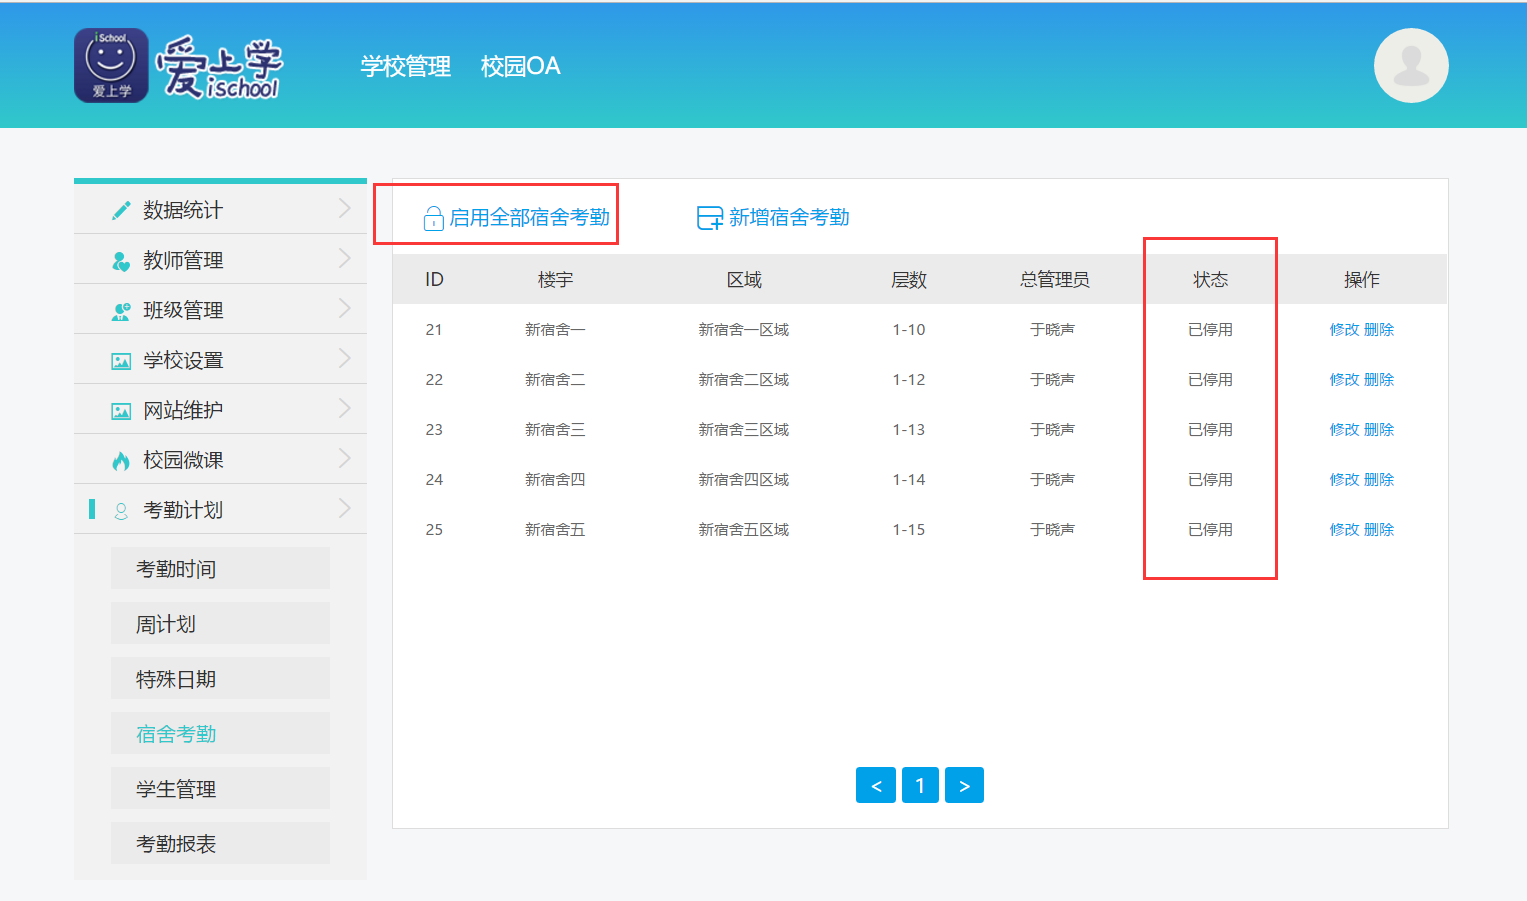 iSchool
爱上学
爱上学
ischool
学校管理 校园OA
数据统计
教师管理
班级管理
学校设置
网站维护
校园微课
考勤计划
考勤时间
周计划
特殊日期
宿舍考勤
学生管理
考勤报表
启用全部宿舍考勤 新增宿舍考勤
ID 楼宇 区域 层数 总管理员 状态 操作
21 新宿舍一 新宿舍一区域 1-10 于晓声 已停用 修改 删除
22 新宿舍二 新宿舍二区域 1-12 于晓声 已停用 修改 删除
23 新宿舍三 新宿舍三区域 1-13 于晓声 已停用 修改 删除
24 新宿舍四 新宿舍四区域 1-14 于晓声 已停用 修改 删除
25 新宿舍五 新宿舍五区域 1-15 于晓声 已停用 修改 删除
< 1 >